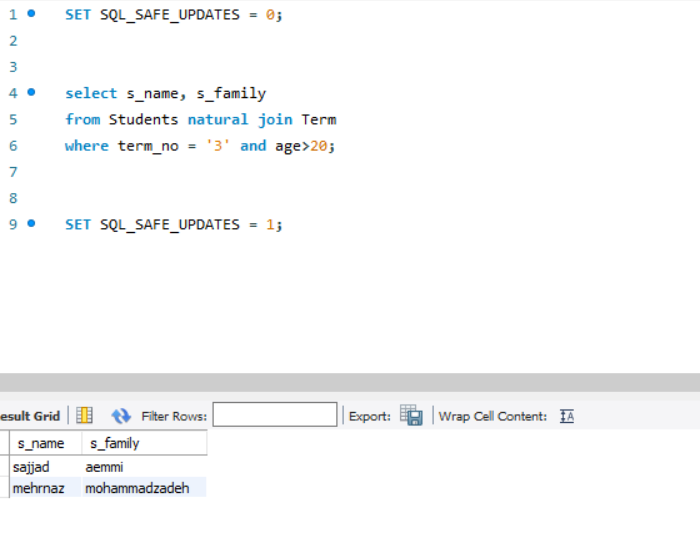 1 SET SQL_SAFE_UPDATES = 0;
2
3
4 select s_name, s_family
5 from Students natural join Term
6 where term_no = '3' and age>20;
7
8
9 SET SQL_SAFE_UPDATES = 1;
esult Grid Filter Rows: Export: Wrap Cell Content: IA
s_name s_family
sajjad aemmi
mehrnaz mohammadzadeh